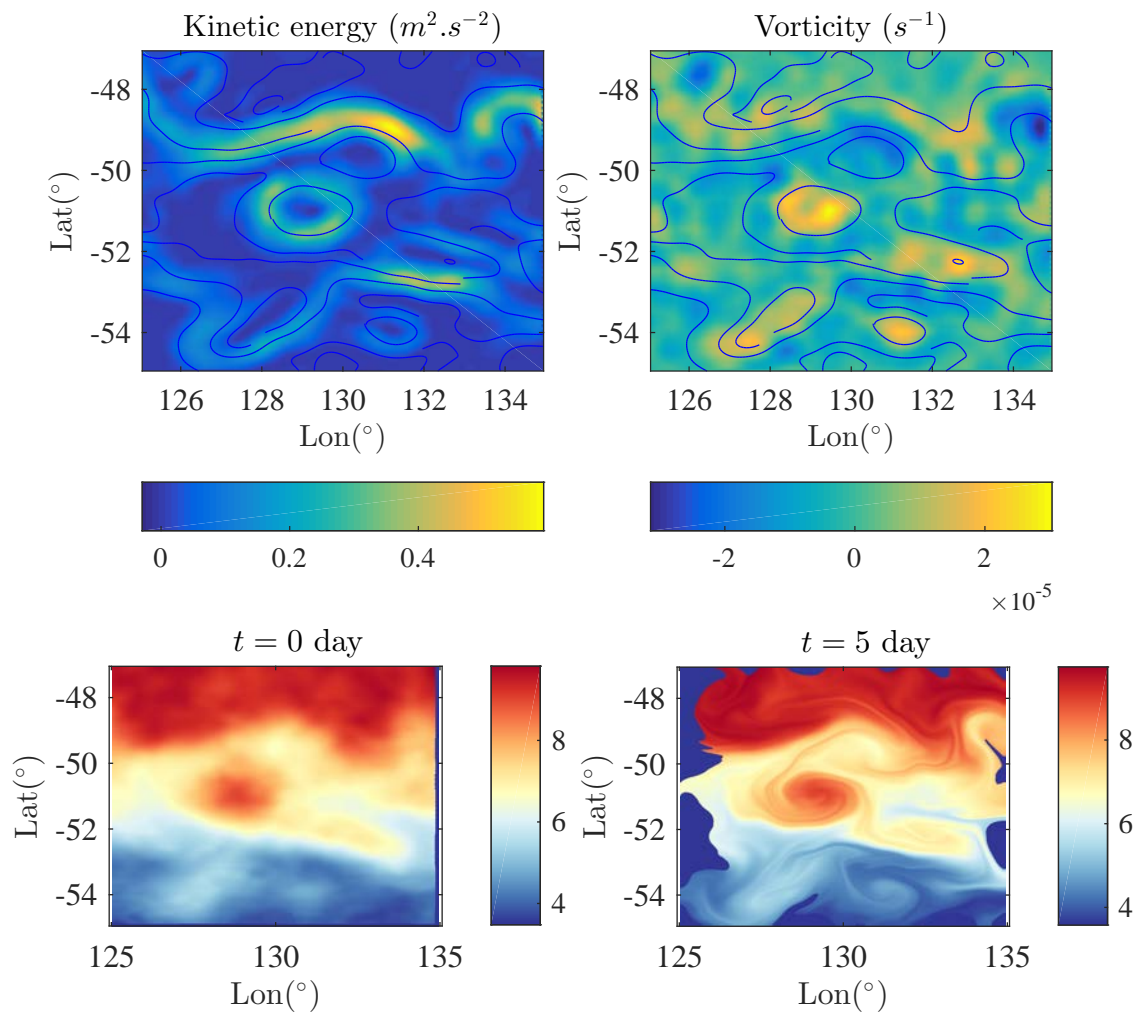 Kinetic energy (m².s⁻²)
Vorticity (s⁻¹)
-48
-50
-52
-54
Lat(°)
126 128 130 132 134
Lon(°)
-48
-50
-52
-54
Lat(°)
126 128 130 132 134
Lon(°)
0 0.2 0.4
-2 0 2
×10⁻⁵
t = 0 day
-48
-50
-52
-54
Lat(°)
125 130 135
Lon(°)
8
6
4
t = 5 day
-48
-50
-52
-54
Lat(°)
125 130 135
Lon(°)
8
6
4